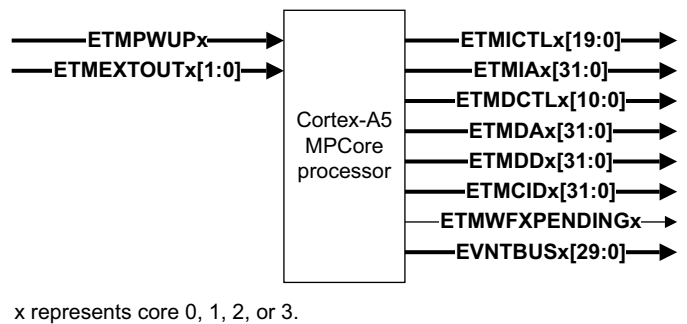 ETMPWUPx
ETMEXTOUTx[1:0]
Cortex-A5
MPCore
processor
ETMICTLx[19:0]
ETMIAx[31:0]
ETMDCTLx[10:0]
ETMDAx[31:0]
ETMDDx[31:0]
ETMCIDx[31:0]
ETMWFXPENDINGx
EVNTBUSx[29:0]
x represents core 0, 1, 2, or 3.